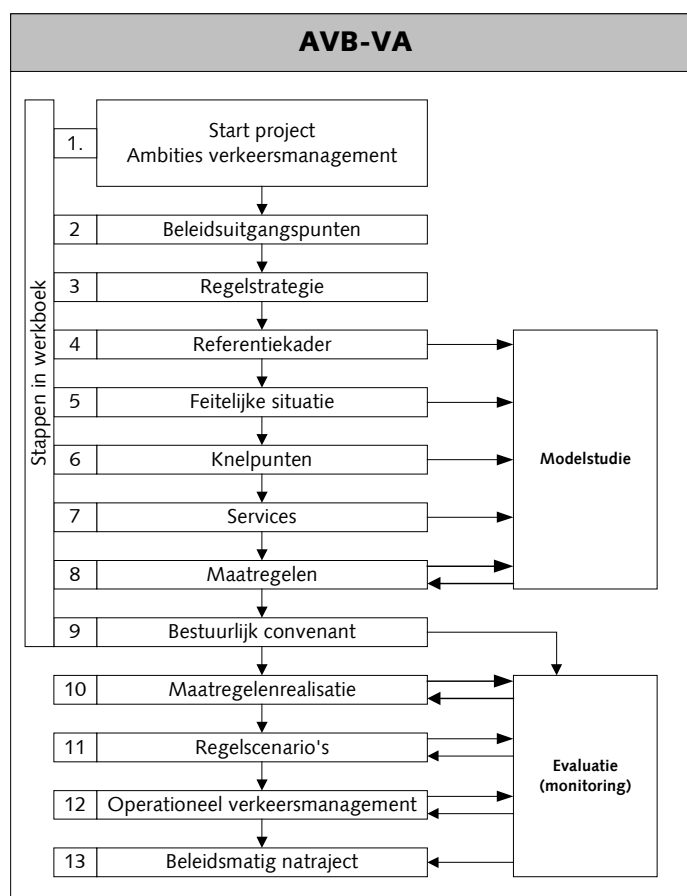 AVB-VA
Stappen in werkboek
1.
Start project
Ambities verkeersmanagement
2
Beleidsuitgangspunten
3
Regelstrategie
4
Referentiekader
5
Feitelijke situatie
6
Knelpunten
7
Services
8
Maatregelen
9
Bestuurlijk convenant
Modelstudie
10
Maatregelenrealisatie
11
Regelscenario's
12
Operationeel verkeersmanagement
13
Beleidsmatig natraject
Evaluatie
(monitoring)